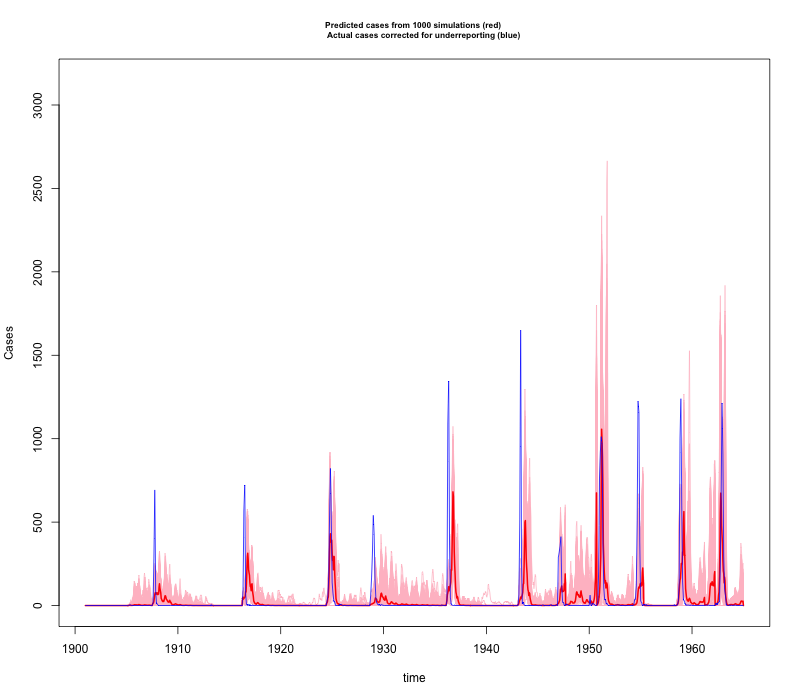 Predicted cases from 1000 simulations (red)
Actual cases corrected for underreporting (blue)
3000
2500
2000
1500
1000
500
0
Cases
1900 1910 1920 1930 1940 1950 1960
time